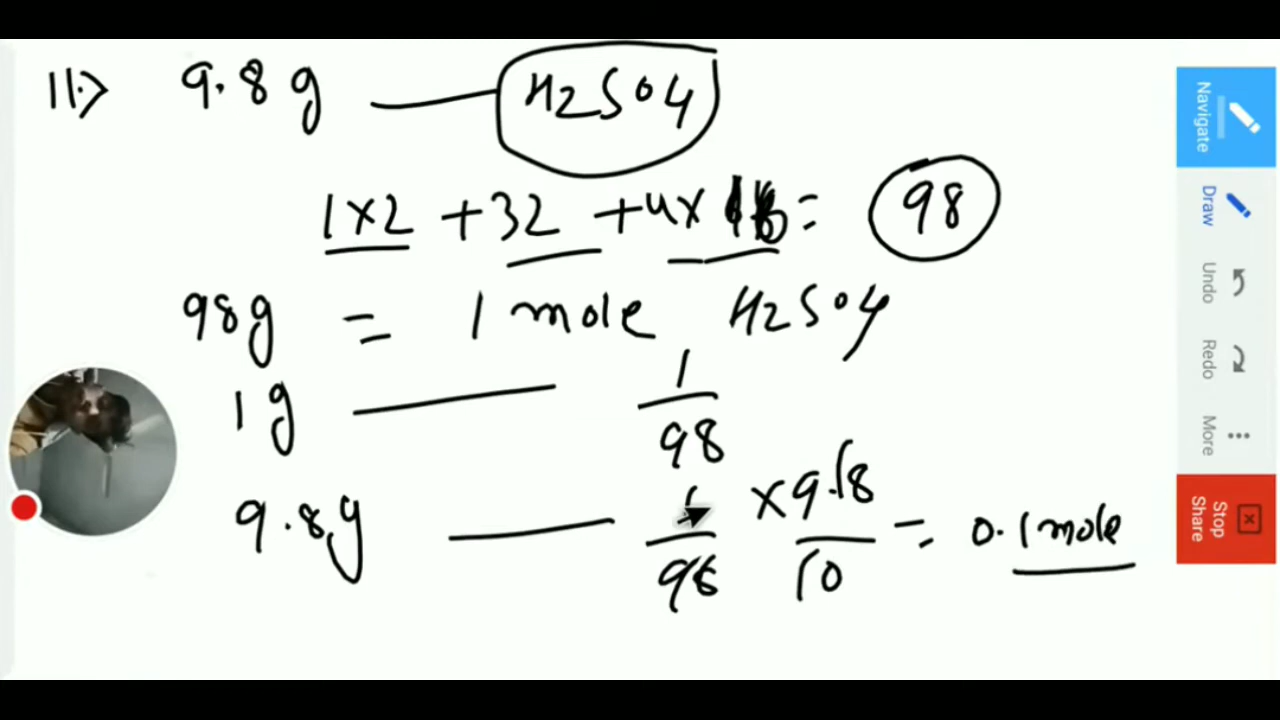 11.> 9.8 g — H2SO4
1×2 + 32 + 4× 16 = 98
98g = 1 mole H2SO4
1g — 1/98
9.8g — 1/98 × 9.8/10 = 0.1 mole
Navigate
Draw
Undo
Redo
More
Stop Share